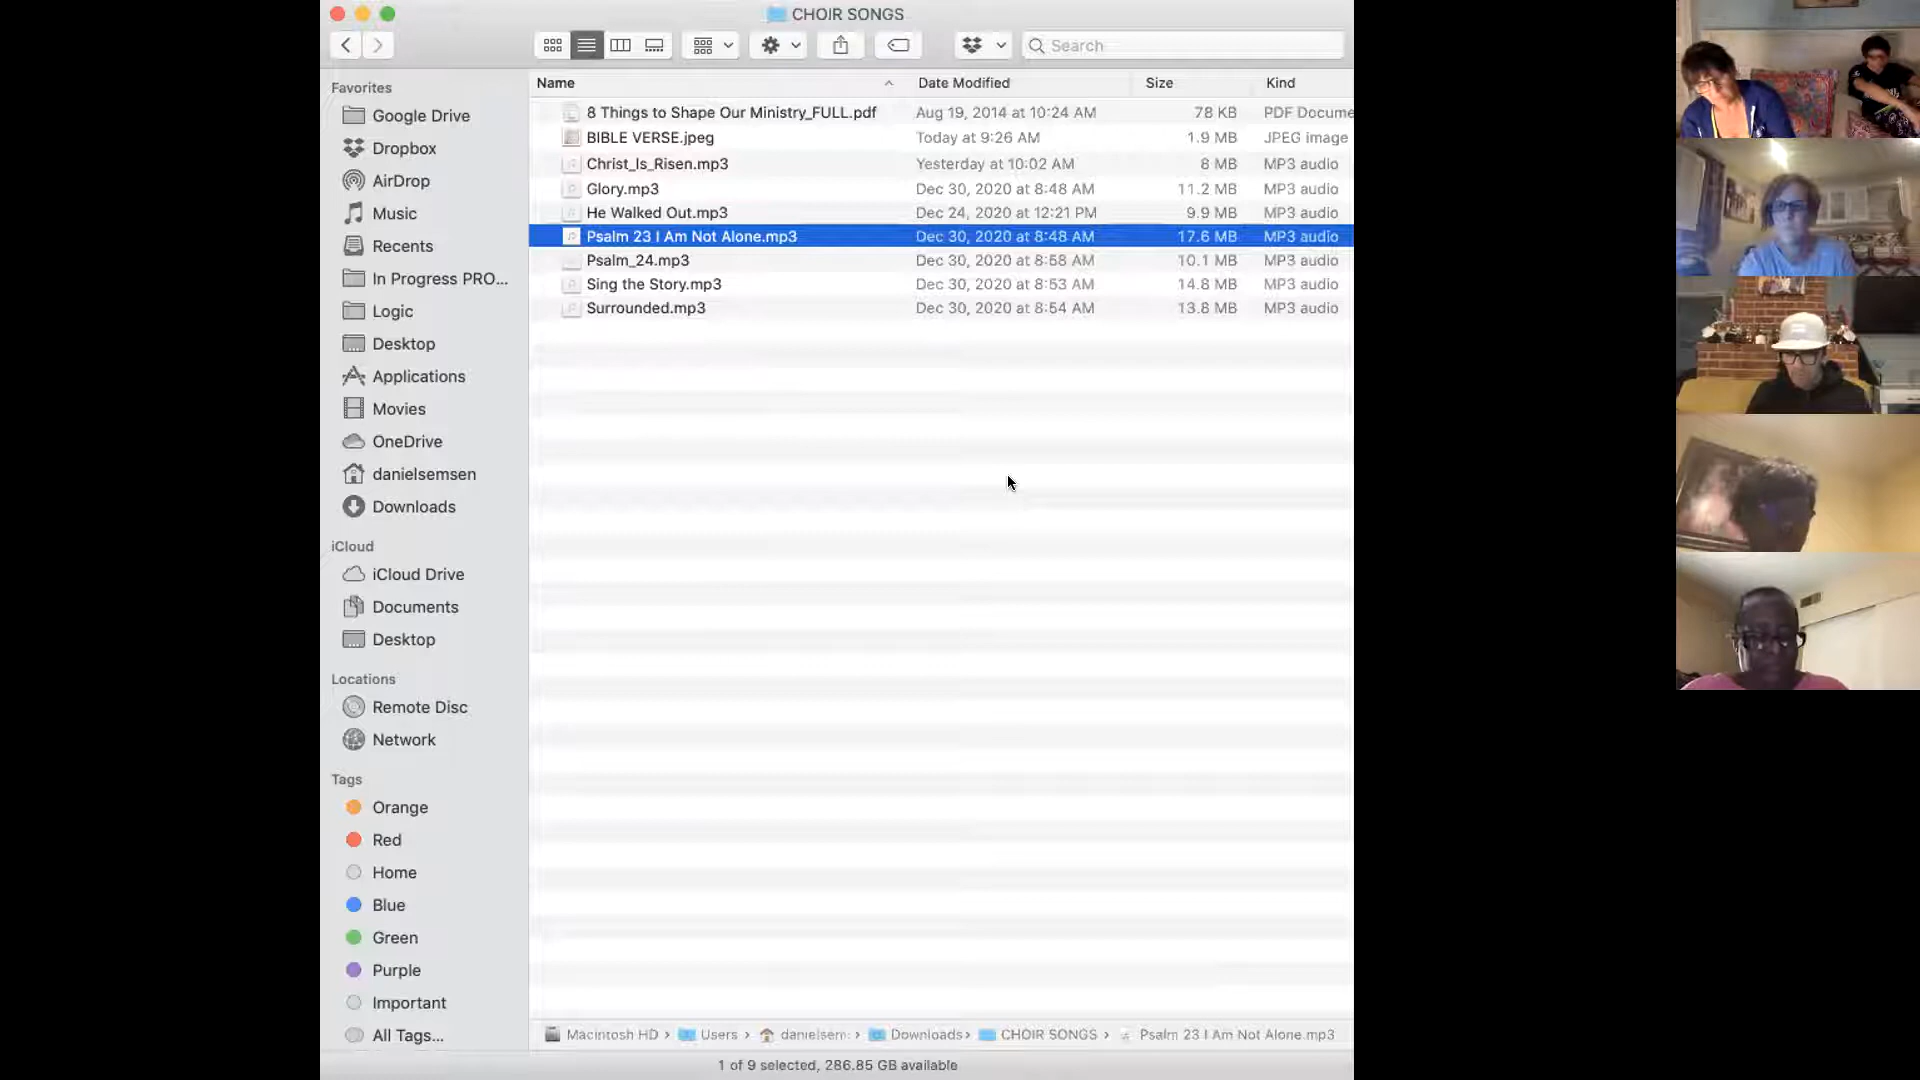 CHOIR SONGS
Search
Favorites
Google Drive
Dropbox
AirDrop
Music
Recents
In Progress PRO...
Logic
Desktop
Applications
Movies
OneDrive
danielsemsen
Downloads
iCloud
iCloud Drive
Documents
Desktop
Locations
Remote Disc
Network
Tags
Orange
Red
Home
Blue
Green
Purple
Important
All Tags...
Name Date Modified Size Kind
8 Things to Shape Our Ministry_FULL.pdf Aug 19, 2014 at 10:24 AM 78 KB PDF Docume
BIBLE VERSE.jpeg Today at 9:26 AM 1.9 MB JPEG image
Christ_Is_Risen.mp3 Yesterday at 10:02 AM 8 MB MP3 audio
Glory.mp3 Dec 30, 2020 at 8:48 AM 11.2 MB MP3 audio
He Walked Out.mp3 Dec 24, 2020 at 12:21 PM 9.9 MB MP3 audio
Psalm 23 I Am Not Alone.mp3 Dec 30, 2020 at 8:48 AM 17.6 MB MP3 audio
Psalm_24.mp3 Dec 30, 2020 at 8:58 AM 10.1 MB MP3 audio
Sing the Story.mp3 Dec 30, 2020 at 8:53 AM 14.8 MB MP3 audio
Surrounded.mp3 Dec 30, 2020 at 8:54 AM 13.8 MB MP3 audio
Macintosh HD › Users › danielsem › Downloads › CHOIR SONGS › Psalm 23 I Am Not Alone.mp3
1 of 9 selected, 286.85 GB available